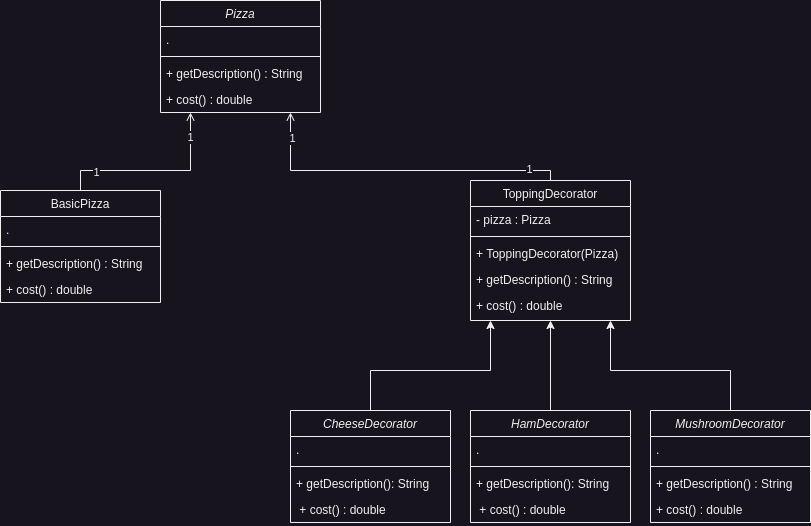 Pizza
.
+ getDescription() : String
+ cost() : double
1
1
1
1
BasicPizza
.
+ getDescription() : String
+ cost() : double
ToppingDecorator
- pizza : Pizza
+ ToppingDecorator(Pizza)
+ getDescription() : String
+ cost() : double
CheeseDecorator
.
+ getDescription(): String
+ cost() : double
HamDecorator
.
+ getDescription(): String
+ cost() : double
MushroomDecorator
.
+ getDescription() : String
+ cost() : double